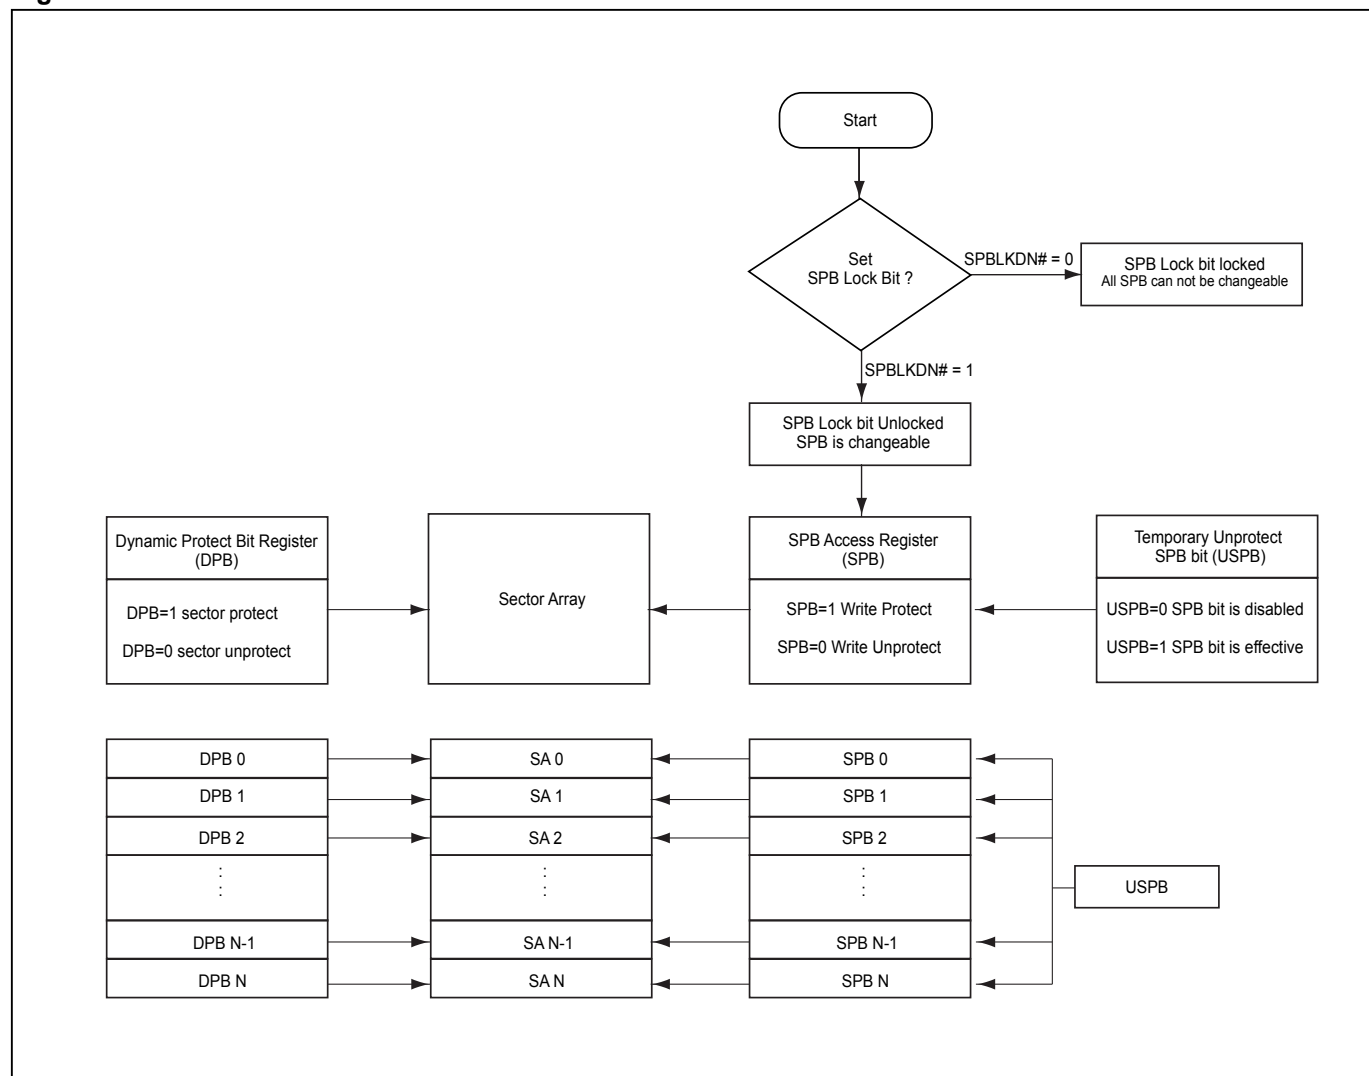 Start
Set
SPB Lock Bit ?
SPBLKDN# = 0
SPB Lock bit locked
All SPB can not be changeable
SPBLKDN# = 1
SPB Lock bit Unlocked
SPB is changeable
Dynamic Protect Bit Register
(DPB)
DPB=1 sector protect
DPB=0 sector unprotect
Sector Array
SPB Access Register
(SPB)
SPB=1 Write Protect
SPB=0 Write Unprotect
Temporary Unprotect
SPB bit (USPB)
USPB=0 SPB bit is disabled
USPB=1 SPB bit is effective
DPB 0
SA 0
SPB 0
DPB 1
SA 1
SPB 1
DPB 2
SA 2
SPB 2
:
:
:
:
:
:
USPB
DPB N-1
SA N-1
SPB N-1
DPB N
SA N
SPB N